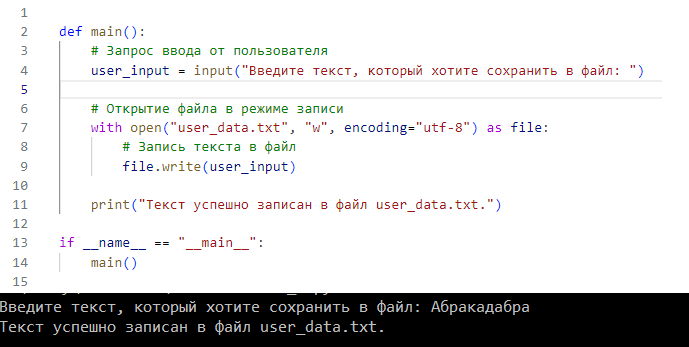 1
2 def main():
3 # Запрос ввода от пользователя
4 user_input = input("Введите текст, который хотите сохранить в файл: ")
5
6 # Открытие файла в режиме записи
7 with open("user_data.txt", "w", encoding="utf-8") as file:
8 # Запись текста в файл
9 file.write(user_input)
10
11 print("Текст успешно записан в файл user_data.txt.")
12
13 if __name__ == "__main__":
14 main()
15
Введите текст, который хотите сохранить в файл: Абракадабра
Текст успешно записан в файл user_data.txt.